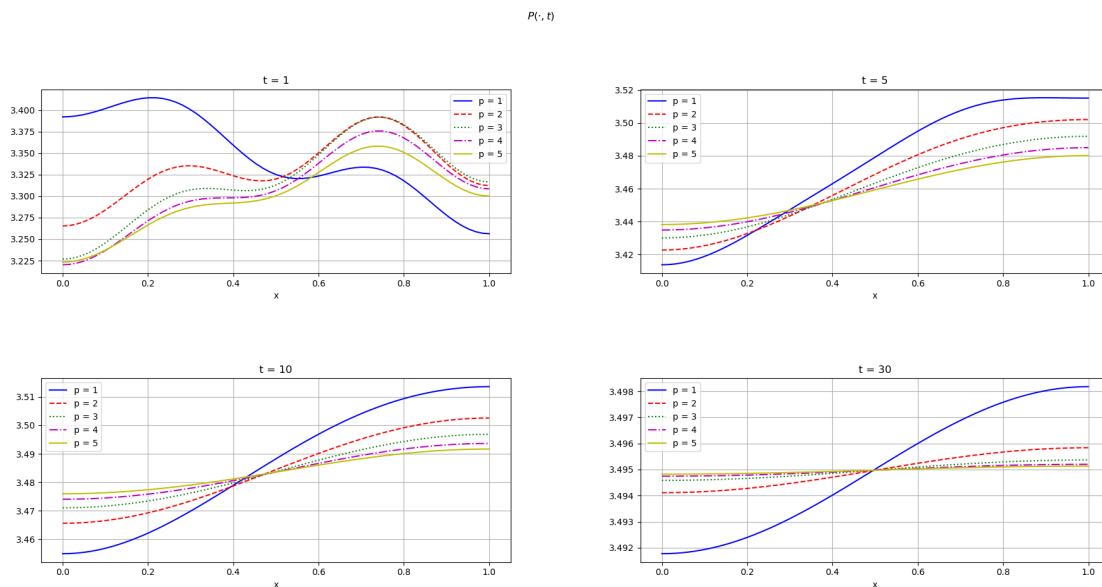 P(·, t)
t = 1
3.400
3.375
3.350
3.325
3.300
3.275
3.250
3.225
0.0 0.2 0.4 0.6 0.8 1.0
x
p = 1
p = 2
p = 3
p = 4
p = 5
t = 5
3.52
3.50
3.48
3.46
3.44
3.42
0.0 0.2 0.4 0.6 0.8 1.0
x
p = 1
p = 2
p = 3
p = 4
p = 5
t = 10
3.51
3.50
3.49
3.48
3.47
3.46
0.0 0.2 0.4 0.6 0.8 1.0
x
p = 1
p = 2
p = 3
p = 4
p = 5
t = 30
3.498
3.497
3.496
3.495
3.494
3.493
3.492
0.0 0.2 0.4 0.6 0.8 1.0
x
p = 1
p = 2
p = 3
p = 4
p = 5